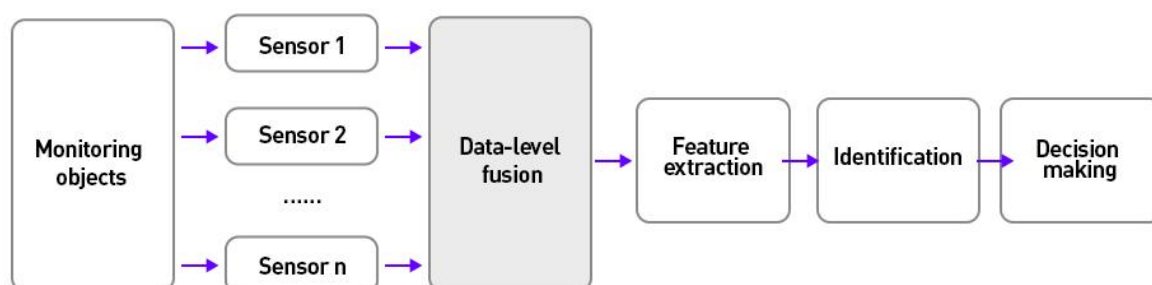 Monitoring
objects
Sensor 1
Sensor 2
......
Sensor n
Data-level
fusion
Feature
extraction
Identification
Decision
making